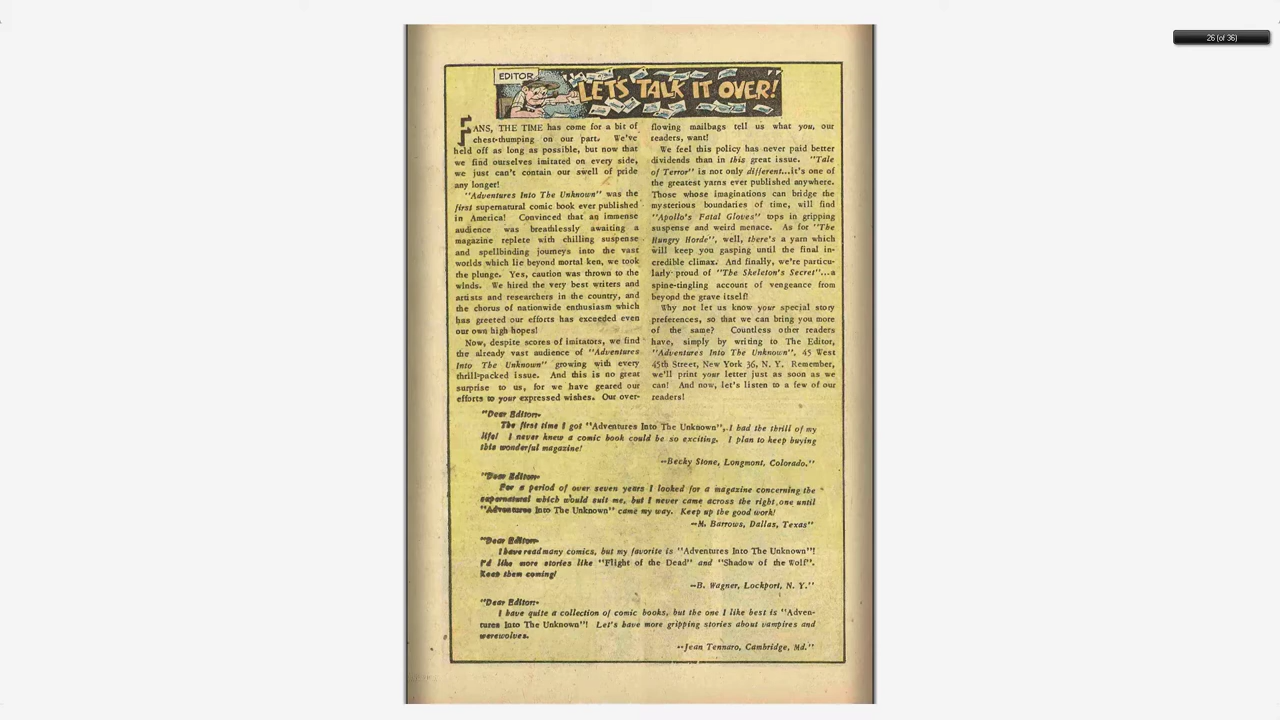 26 (of 36)
EDITOR
LET'S TALK IT OVER!
FANS, THE TIME has come for a bit of
chest-thumping on our part. We've
held off as long as possible, but now that
we find ourselves imitated on every side,
we just can't contain our swell of pride
any longer!
"Adventures Into The Unknown" was the
first supernatural comic book ever published
in America! Convinced that an immense
audience was breathlessly awaiting a
magazine replete with chilling suspense
and spellbinding journeys into the vast
worlds which lie beyond mortal ken, we took
the plunge. Yes, caution was thrown to the
winds. We hired the very best writers and
artists and researchers in the country, and
the chorus of nationwide enthusiasm which
has greeted our efforts has exceeded even
our own high hopes!
Now, despite scores of imitators, we find
the already vast audience of "Adventures
Into The Unknown" growing with every
thrill-packed issue. And this is no great
surprise to us, for we have geared our
efforts to your expressed wishes. Our over-
flowing mailbags tell us what you, our
readers, want!
We feel this policy has never paid better
dividends than in this great issue. "Tale
of Terror" is not only different...it's one of
the greatest yarns ever published anywhere.
Those whose imaginations can bridge the
mysterious boundaries of time, will find
"Apollo's Fatal Gloves" tops in gripping
suspense and weird menace. As for "The
Hungry Horde", well, there's a yarn which
will keep you gasping until the final in-
credible climax. And finally, we're particu-
larly proud of "The Skeleton's Secret"...a
spine-tingling account of vengeance from
beyond the grave itself!
Why not let us know your special story
preferences, so that we can bring you more
of the same? Countless other readers
have, simply by writing to The Editor,
"Adventures Into The Unknown", 45 West
45th Street, New York 36, N. Y. Remember,
we'll print your letter just as soon as we
can! And now, let's listen to a few of our
readers!
"Dear Editor-
The first time I got "Adventures Into The Unknown", I had the thrill of my
life! I never knew a comic book could be so exciting. I plan to keep buying
this wonderful magazine!
--Becky Stone, Longmont, Colorado."
"Dear Editor-
For a period of over seven years I looked for a magazine concerning the
supernatural which would suit me, but I never came across the right one until
"Adventures Into The Unknown" came my way. Keep up the good work!
--M. Barrows, Dallas, Texas"
"Dear Editor-
I have read many comics, but my favorite is "Adventures Into The Unknown"!
I'd like more stories like "Flight of the Dead" and "Shadow of the Wolf".
Keep them coming!
--B. Wagner, Lockport, N. Y."
"Dear Editor-
I have quite a collection of comic books, but the one I like best is "Adven-
tures Into The Unknown"! Let's have more gripping stories about vampires and
werewolves.
--Jean Tennaro, Cambridge, Md."